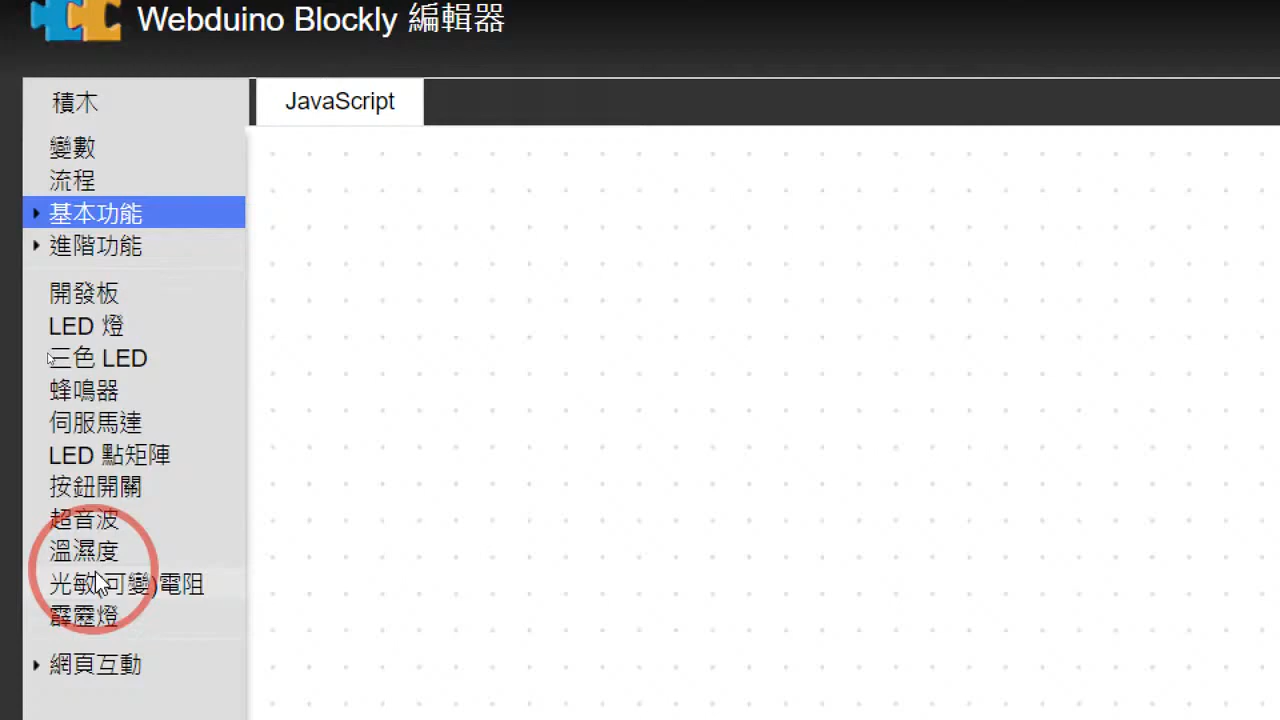 Webduino Blockly 編輯器
積木
JavaScript
變數
流程
基本功能
進階功能
開發板
LED 燈
三色 LED
蜂鳴器
伺服馬達
LED 點矩陣
按鈕開關
超音波
溫濕度
光敏(可變)電阻
霹靂燈
網頁互動